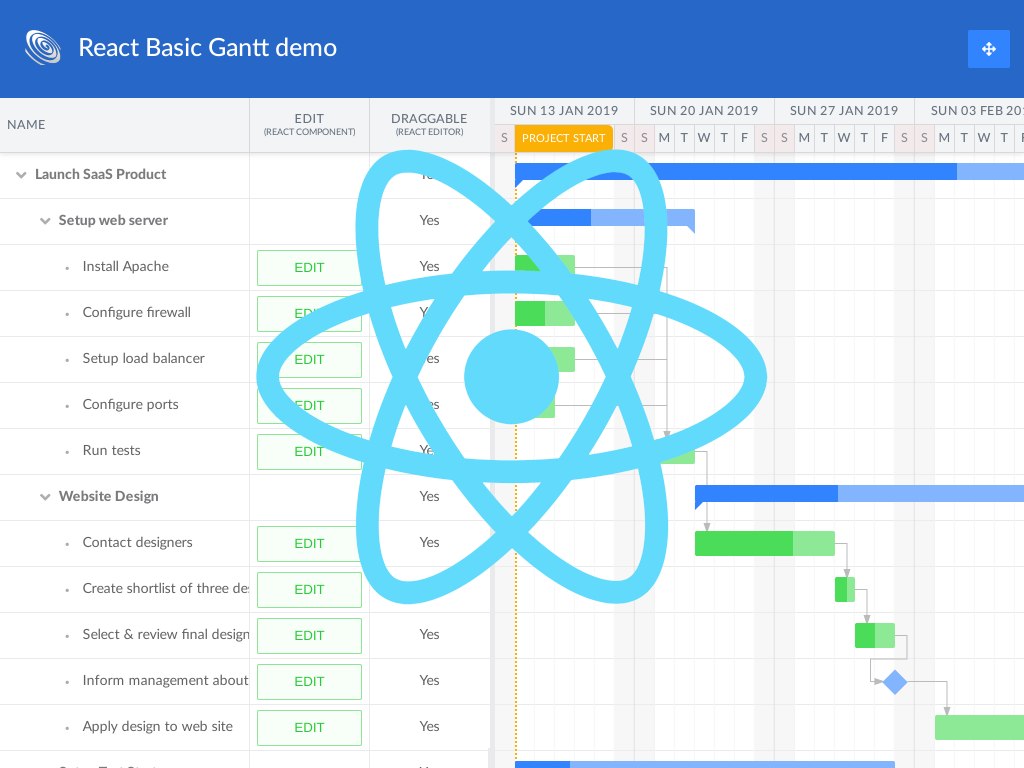 React Basic Gantt demo
NAME
EDIT
(REACT COMPONENT)
DRAGGABLE
(REACT EDITOR)
SUN 13 JAN 2019 SUN 20 JAN 2019 SUN 27 JAN 2019 SUN 03 FEB 201
S PROJECT START S S M T W T F S S M T W T F S S M T W T
Launch SaaS Product
Setup web server Yes
Install Apache EDIT Yes
Configure firewall EDIT Yes
Setup load balancer EDIT Yes
Configure ports EDIT Yes
Run tests EDIT Yes
Website Design Yes
Contact designers EDIT Yes
Create shortlist of three des EDIT
Select & review final design EDIT Yes
Inform management about EDIT Yes
Apply design to web site EDIT Yes